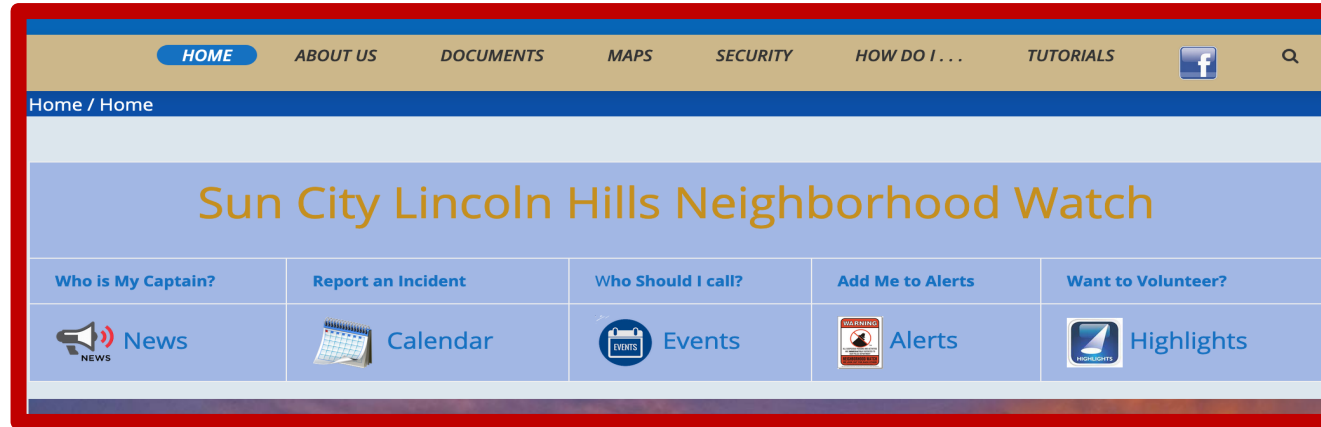 HOME ABOUT US DOCUMENTS MAPS SECURITY HOW DO I . . . TUTORIALS f
Home / Home
Sun City Lincoln Hills Neighborhood Watch
Who is My Captain? Report an Incident Who Should I call? Add Me to Alerts Want to Volunteer?
NEWS News Calendar EVENTS Events WARNING Alerts HIGHLIGHTS Highlights